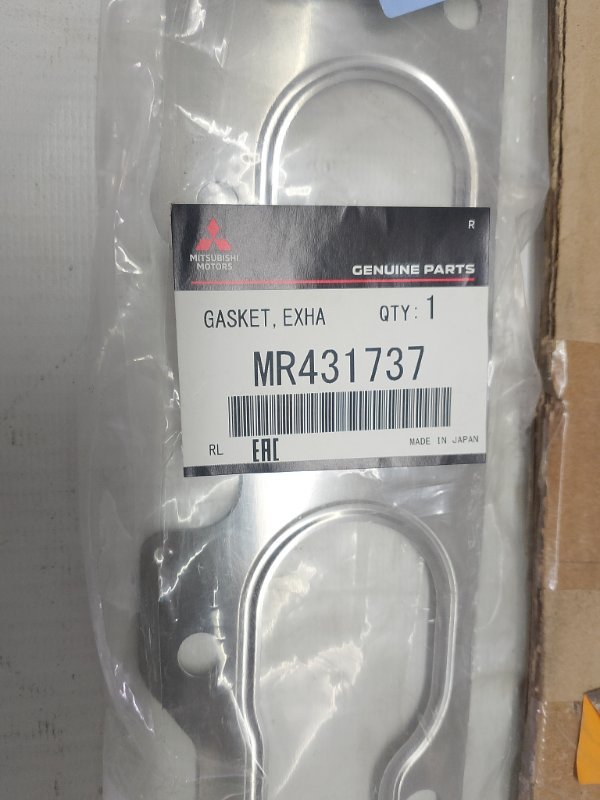 R
MITSUBISHI
MOTORS
GENUINE PARTS
GASKET, EXHA QTY: 1
MR431737
RL EAC MADE IN JAPAN